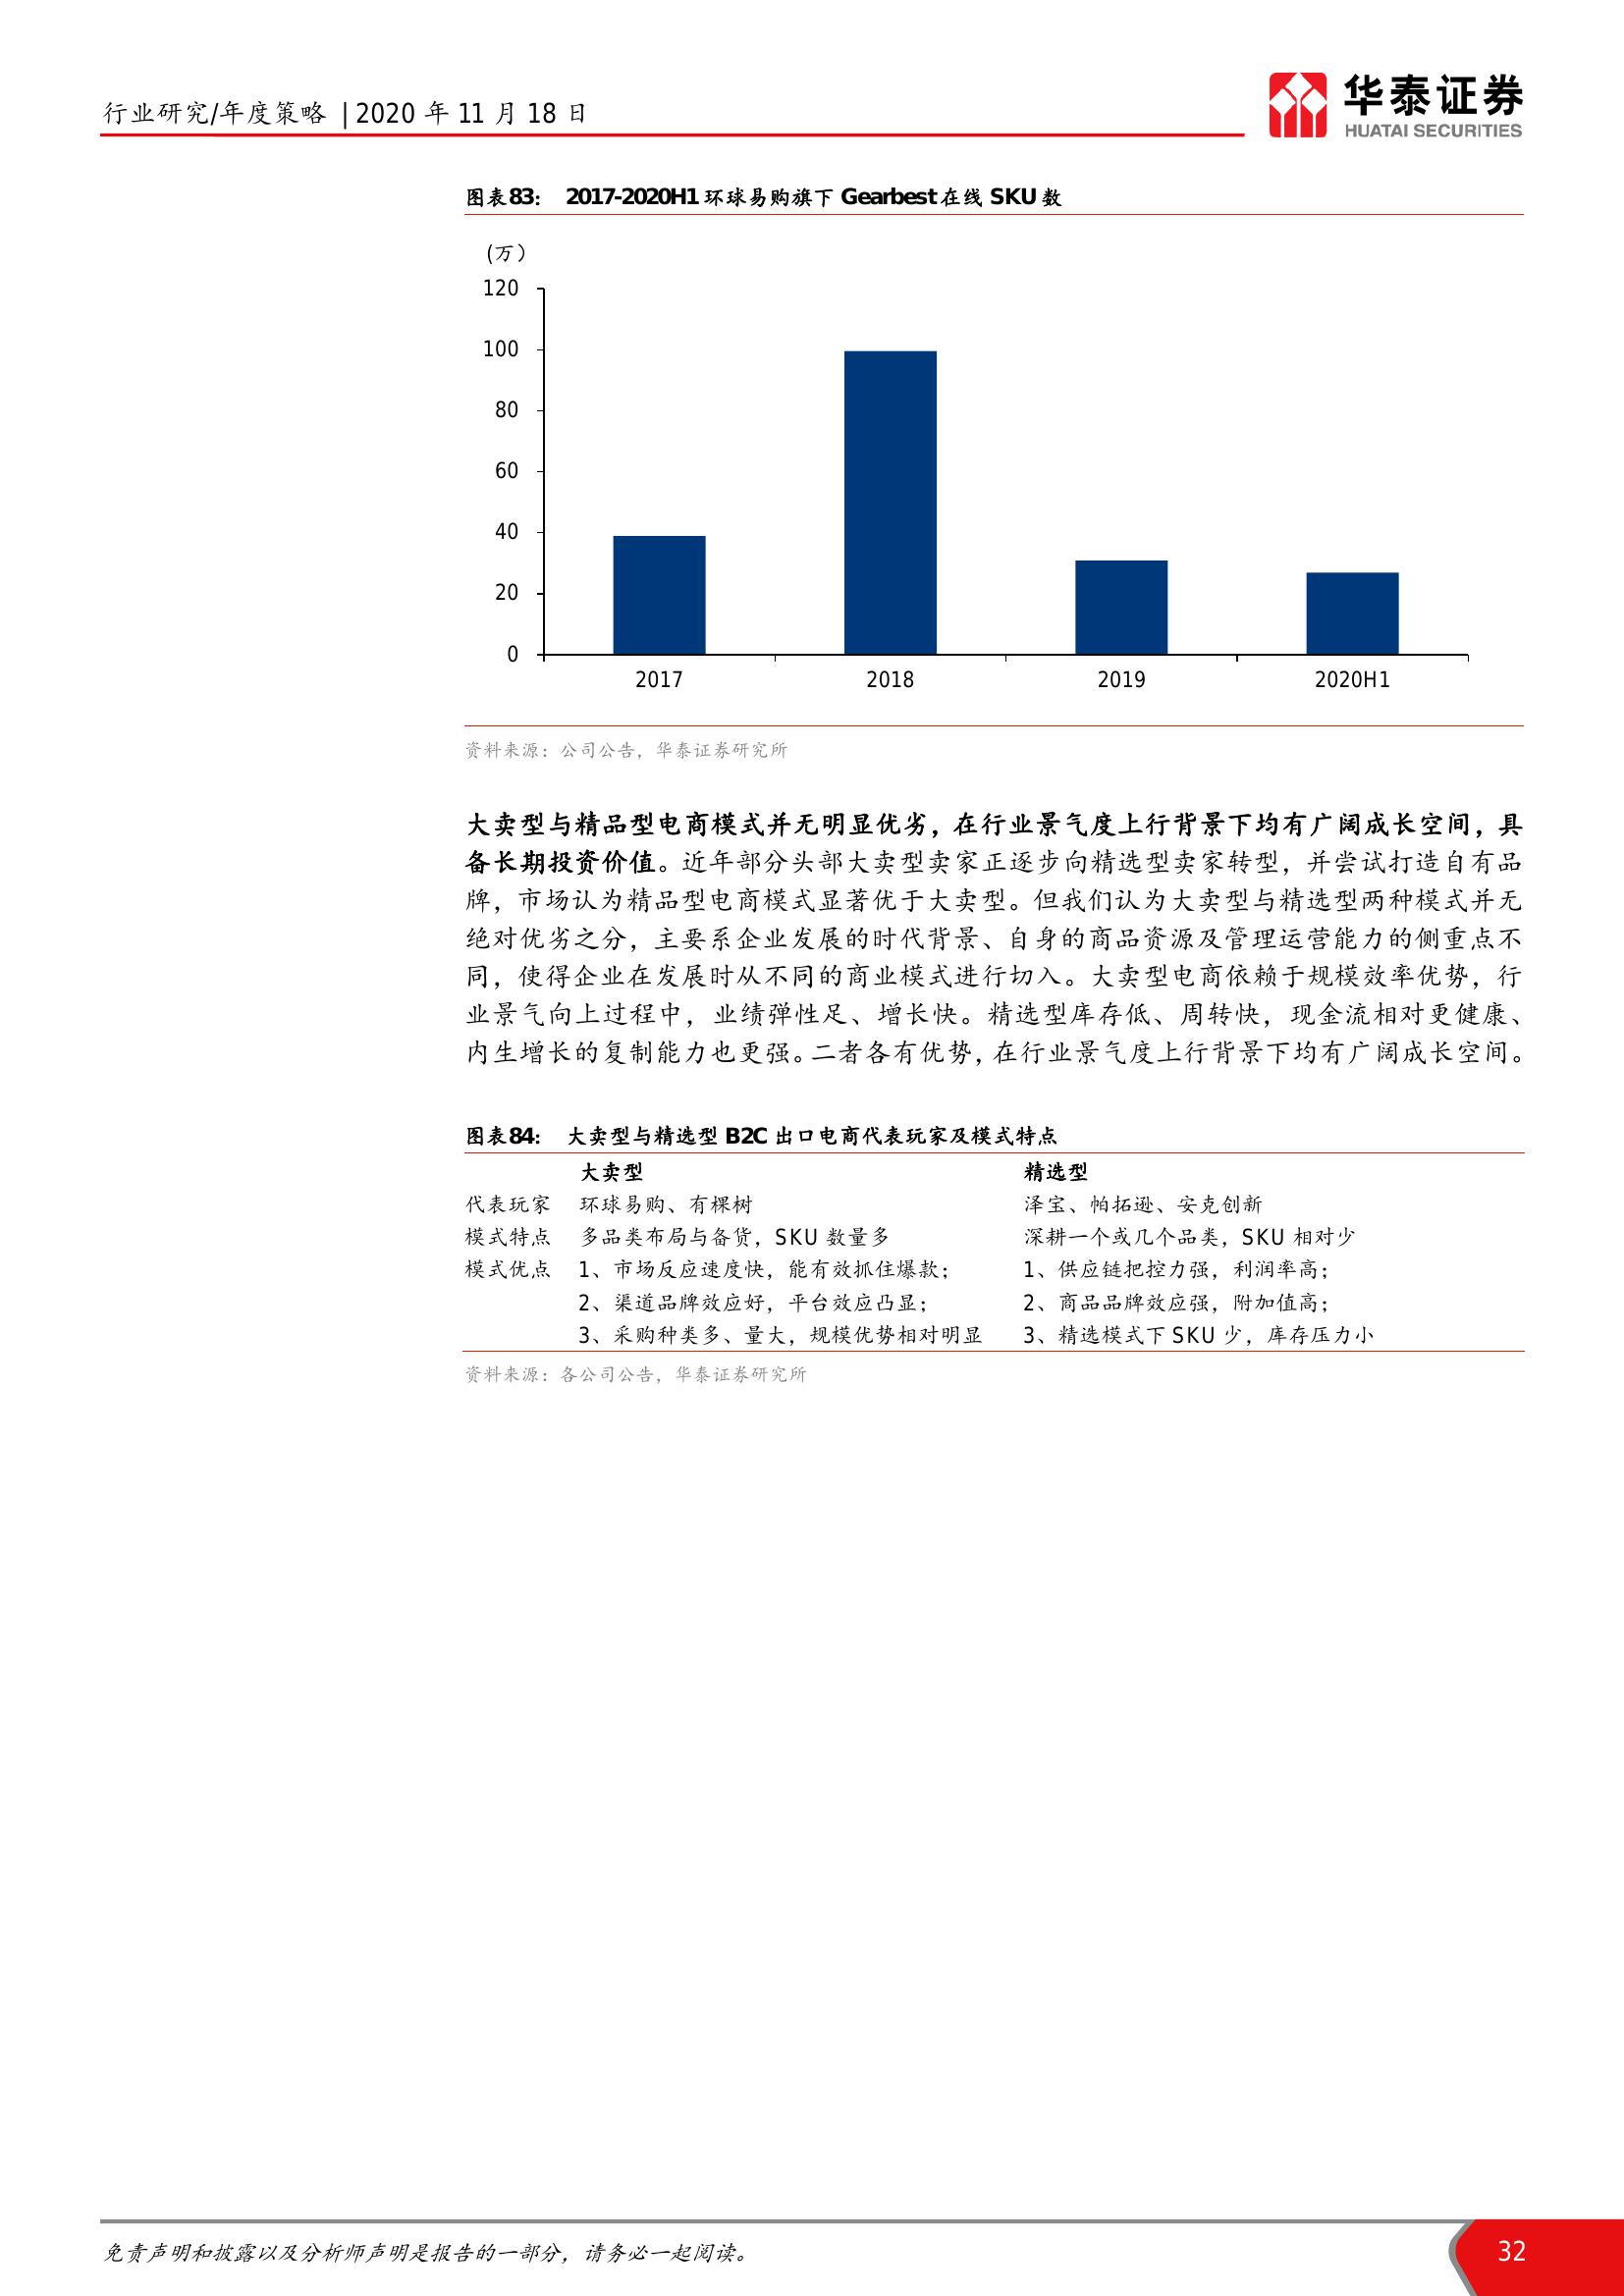 行业研究/年度策略 | 2020 年 11 月 18 日
华泰证券
HUATAI SECURITIES
图表83： 2017-2020H1 环球易购旗下 Gearbest 在线 SKU 数
(万)
120
100
80
60
40
20
0
2017 2018 2019 2020H1
资料来源：公司公告，华泰证券研究所
大卖型与精品型电商模式并无明显优劣，在行业景气度上行背景下均有广阔成长空间，具
备长期投资价值。近年部分头部大卖型卖家正逐步向精选型卖家转型，并尝试打造自有品
牌，市场认为精品型电商模式显著优于大卖型。但我们认为大卖型与精选型两种模式并无
绝对优劣之分，主要系企业发展的时代背景、自身的商品资源及管理运营能力的侧重点不
同，使得企业在发展时从不同的商业模式进行切入。大卖型电商依赖于规模效率优势，行
业景气向上过程中，业绩弹性足、增长快。精选型库存低、周转快，现金流相对更健康、
内生增长的复制能力也更强。二者各有优势，在行业景气度上行背景下均有广阔成长空间。
图表84： 大卖型与精选型 B2C 出口电商代表玩家及模式特点
大卖型 精选型
代表玩家 环球易购、有棵树 泽宝、帕拓逊、安克创新
模式特点 多品类布局与备货，SKU 数量多 深耕一个或几个品类，SKU 相对少
模式优点 1、市场反应速度快，能有效抓住爆款； 1、供应链把控力强，利润率高；
2、渠道品牌效应好，平台效应凸显； 2、商品品牌效应强，附加值高；
3、采购种类多、量大，规模优势相对明显 3、精选模式下 SKU 少，库存压力小
资料来源：各公司公告，华泰证券研究所
免责声明和披露以及分析师声明是报告的一部分，请务必一起阅读。
32